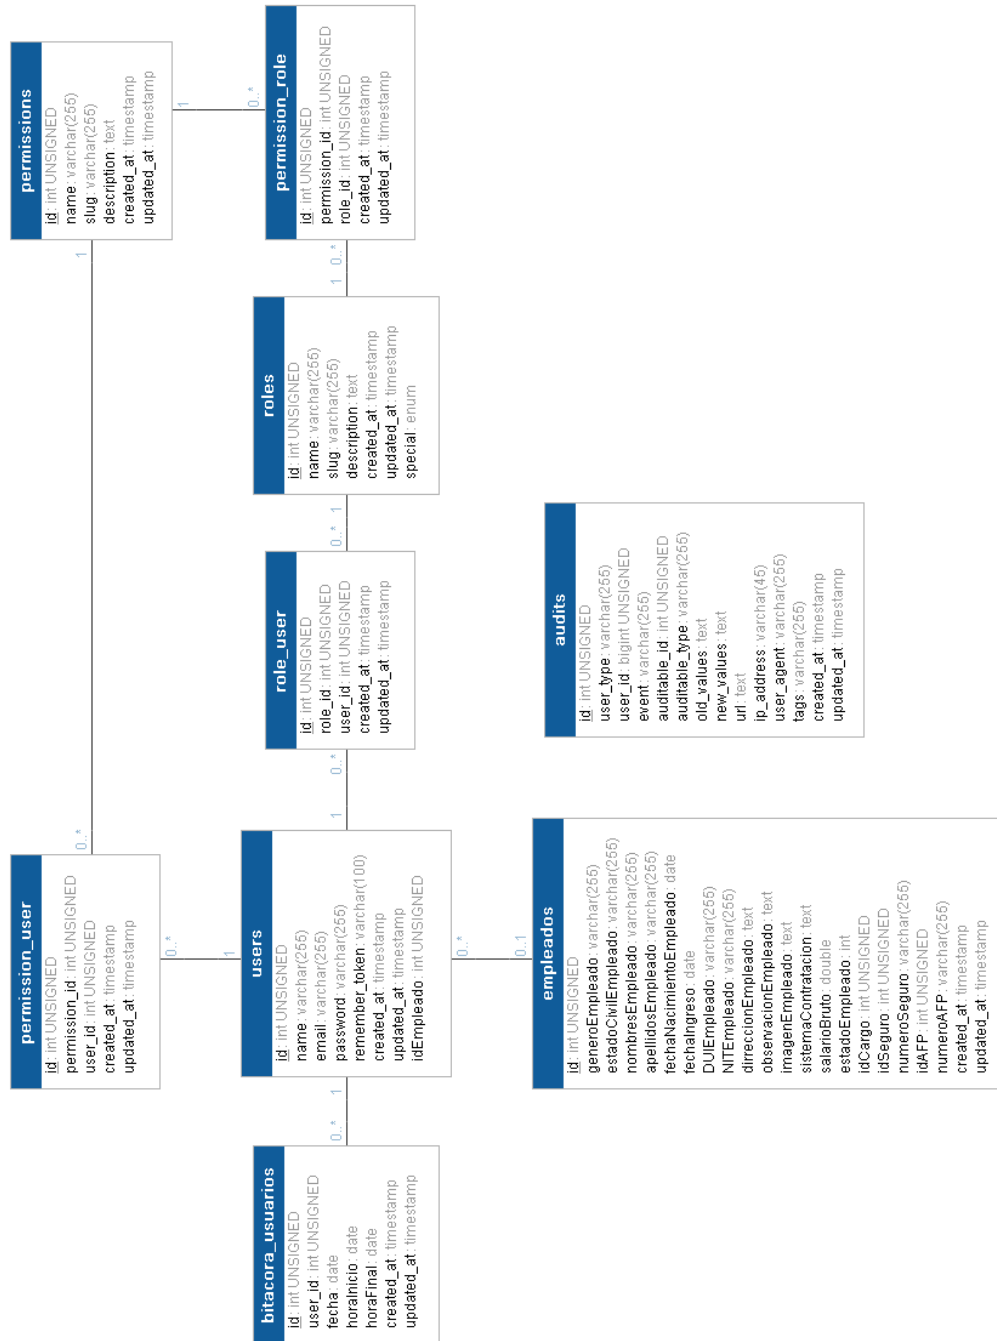 permission_user
id: int UNSIGNED
permission_id: int UNSIGNED
user_id: int UNSIGNED
created_at: timestamp
updated_at: timestamp
0..*
1
permissions
id: int UNSIGNED
name: varchar(255)
slug: varchar(255)
description: text
created_at: timestamp
updated_at: timestamp
0..*
1
1
0..*
bitacora_usuarios
id: int UNSIGNED
user_id: int UNSIGNED
fecha: date
horaInicio: date
horaFinal: date
created_at: timestamp
updated_at: timestamp
0..*
1
users
id: int UNSIGNED
name: varchar(255)
email: varchar(255)
password: varchar(255)
remember_token: varchar(100)
created_at: timestamp
updated_at: timestamp
idEmpleado: int UNSIGNED
1
0..*
role_user
id: int UNSIGNED
role_id: int UNSIGNED
user_id: int UNSIGNED
created_at: timestamp
updated_at: timestamp
0..*
1
roles
id: int UNSIGNED
name: varchar(255)
slug: varchar(255)
description: text
created_at: timestamp
updated_at: timestamp
special: enum
1
0..*
permission_role
id: int UNSIGNED
permission_id: int UNSIGNED
role_id: int UNSIGNED
created_at: timestamp
updated_at: timestamp
0..*
0..1
empleados
id: int UNSIGNED
generoEmpleado: varchar(255)
estadoCivilEmpleado: varchar(255)
nombresEmpleado: varchar(255)
apellidosEmpleado: varchar(255)
fechaNacimientoEmpleado: date
fechaIngreso: date
DUIEmpleado: varchar(255)
NITEmpleado: varchar(255)
dirreccionEmpleado: text
observacionEmpleado: text
imagenEmpleado: text
sistemaContratacion: text
salarioBruto: double
estadoEmpleado: int
idCargo: int UNSIGNED
idSeguro: int UNSIGNED
numeroSeguro: varchar(255)
idAFP: int UNSIGNED
numeroAFP: varchar(255)
created_at: timestamp
updated_at: timestamp
audits
id: int UNSIGNED
user_type: varchar(255)
user_id: bigint UNSIGNED
event: varchar(255)
auditable_id: int UNSIGNED
auditable_type: varchar(255)
old_values: text
new_values: text
url: text
ip_address: varchar(45)
user_agent: varchar(255)
tags: varchar(255)
created_at: timestamp
updated_at: timestamp